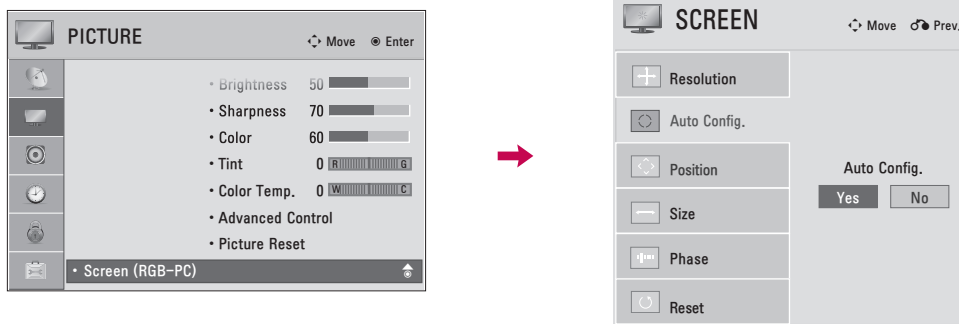 PICTURE
Move Enter
• Brightness 50
• Sharpness 70
• Color 60
• Tint 0 R G
• Color Temp. 0 W C
• Advanced Control
• Picture Reset
• Screen (RGB-PC)
SCREEN
Move Prev.
Resolution
Auto Config.
Position
Size
Phase
Reset
Auto Config.
Yes No